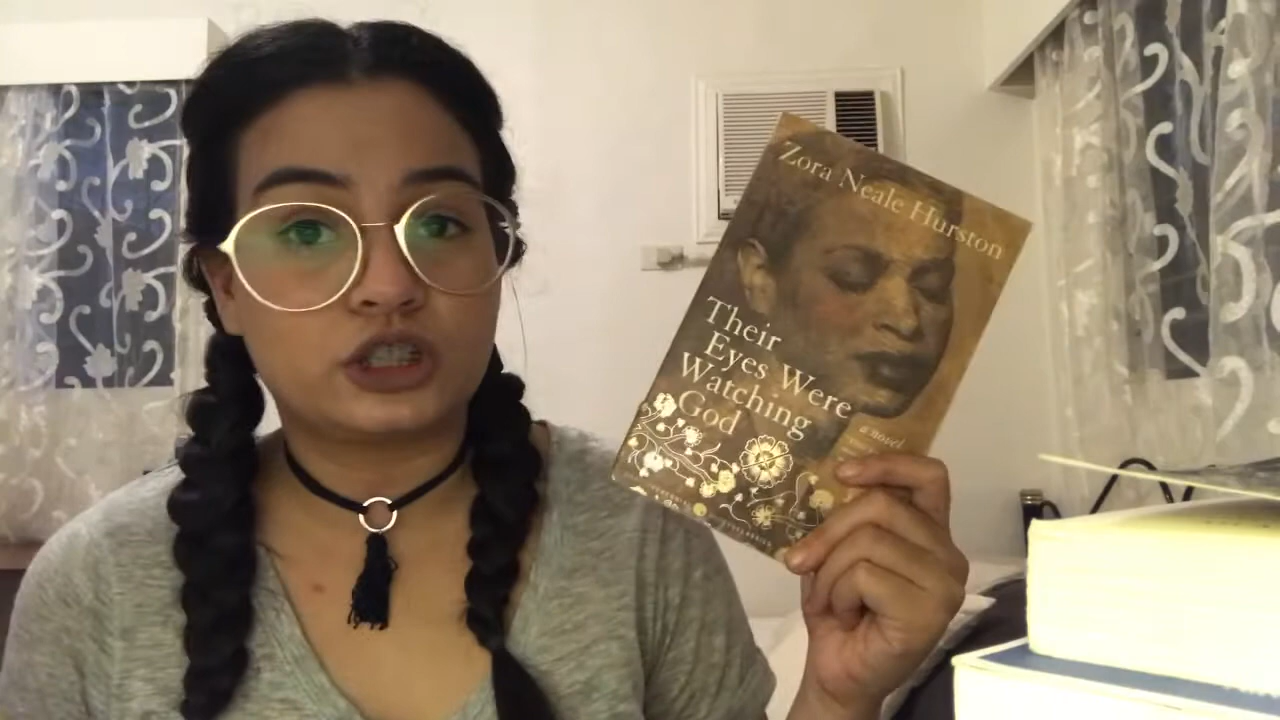 Zora Neale Hurston
Their
Eyes Were
Watching
God
a novel